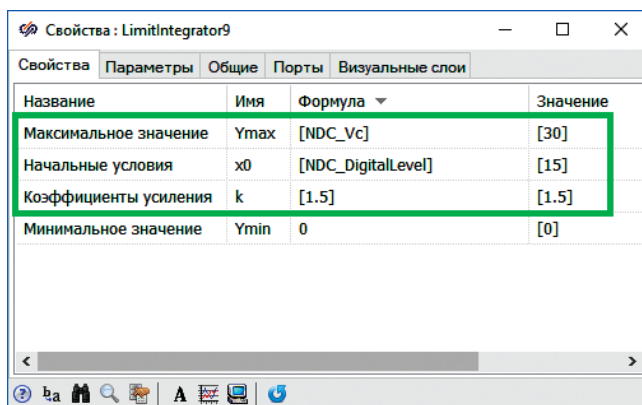 Свойства : LimitIntegrator9
Свойства Параметры Общие Порты Визуальные слои
Название Имя Формула Значение
Максимальное значение Ymax [NDC_Vc] [30]
Начальные условия x0 [NDC_DigitalLevel] [15]
Коэффициенты усиления k [1.5] [1.5]
Минимальное значение Ymin 0 [0]